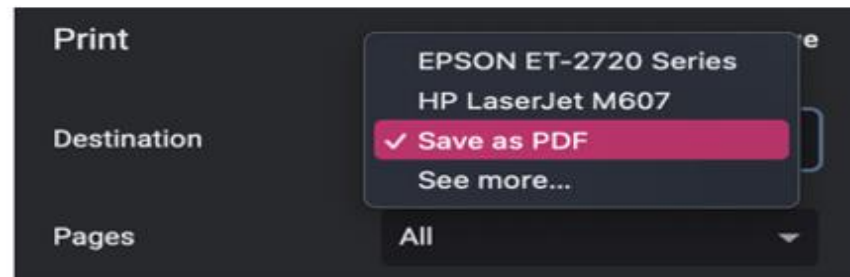 Print
e
EPSON ET-2720 Series
HP LaserJet M607
Destination
✓ Save as PDF
See more...
Pages
All